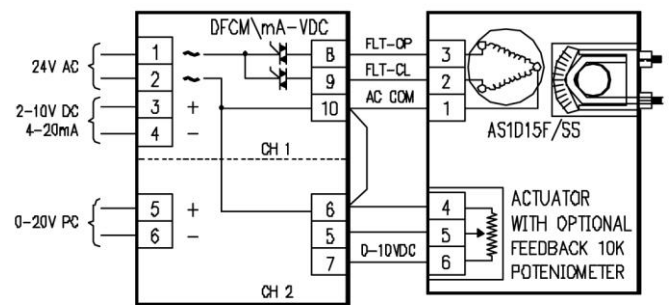 DFCM\mA-VDC
24V AC
1 ~
2 ~
2-10V DC
4-20mA
3 +
4 -
8
9
10
CH 1
FLT-OP
FLT-CL
AC COM
3
2
1
AS1D15F/SS
0-20V PC
5 +
6 -
6
5
7
CH 2
0-10VDC
4
5
6
ACTUATOR
WITH OPTIONAL
FEEDBACK 10K
POTENIOMETER